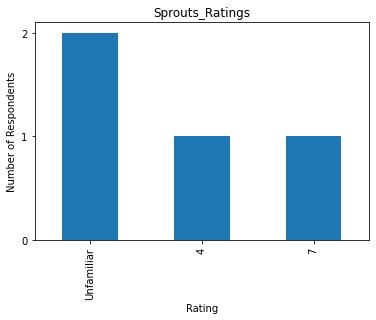 Sprouts_Ratings
Number of Respondents
2
1
0
Unfamiliar
4
7
Rating